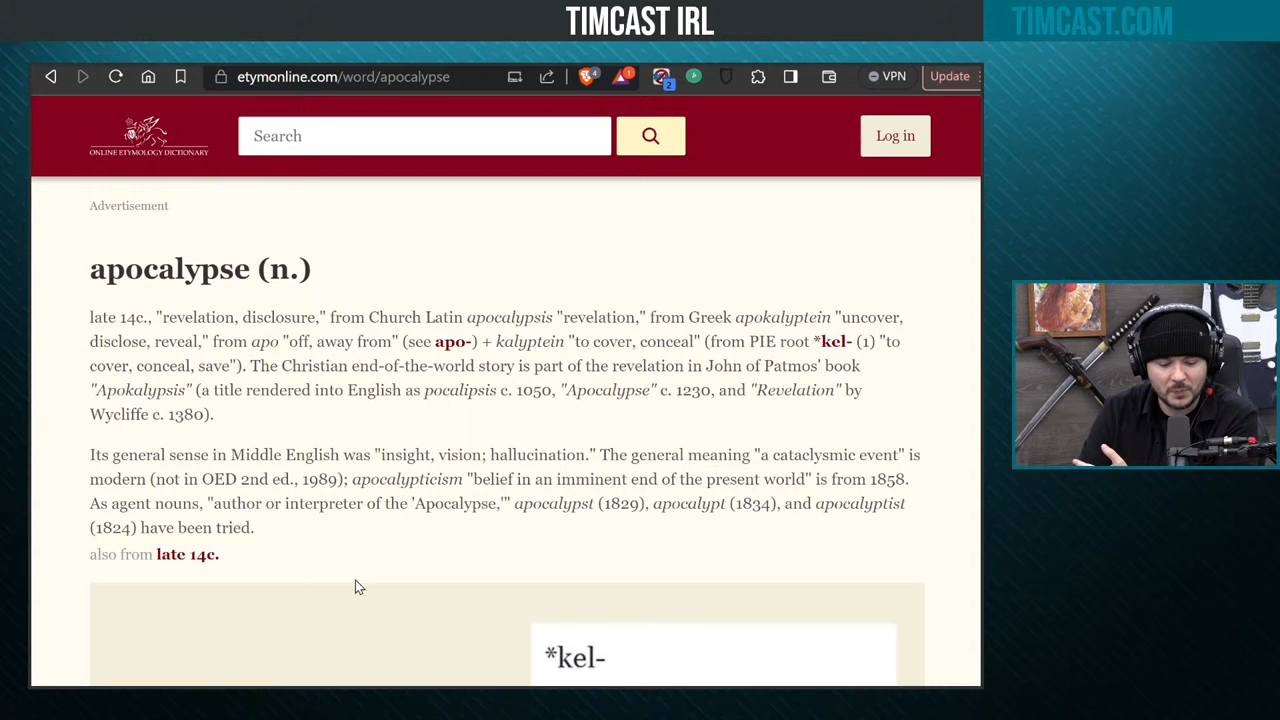 TIMCAST IRL
TIMCAST.COM
etymonline.com/word/apocalypse
4
1
2
VPN
Update
ONLINE ETYMOLOGY DICTIONARY
Search
Log in
Advertisement
apocalypse (n.)
late 14c., "revelation, disclosure," from Church Latin apocalypsis "revelation," from Greek apokalyptein "uncover,
disclose, reveal," from apo "off, away from" (see apo-) + kalyptein "to cover, conceal" (from PIE root *kel- (1) "to
cover, conceal, save"). The Christian end-of-the-world story is part of the revelation in John of Patmos' book
"Apokalypsis" (a title rendered into English as pocalipsis c. 1050, "Apocalypse" c. 1230, and "Revelation" by
Wycliffe c. 1380).
Its general sense in Middle English was "insight, vision; hallucination." The general meaning "a cataclysmic event" is
modern (not in OED 2nd ed., 1989); apocalypticism "belief in an imminent end of the present world" is from 1858.
As agent nouns, "author or interpreter of the 'Apocalypse,'" apocalypst (1829), apocalypt (1834), and apocalyptist
(1824) have been tried.
also from late 14c.
*kel-